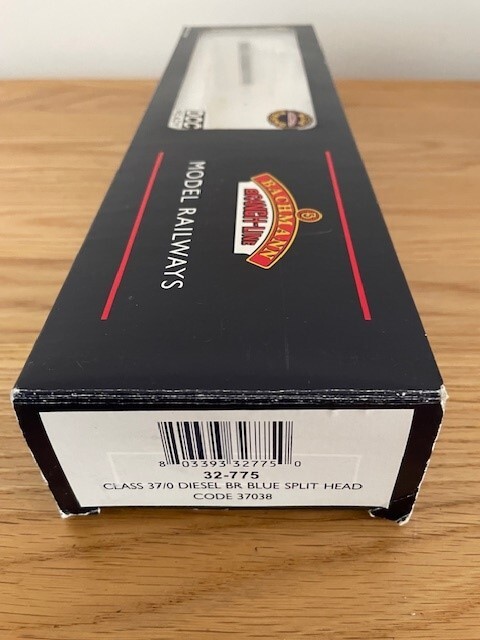 DCC
MODEL RAILWAYS
BACHMANN
BRANCH-LINE
8 03393 32775 0
32-775
CLASS 37/0 DIESEL BR BLUE SPLIT HEAD
CODE 37038